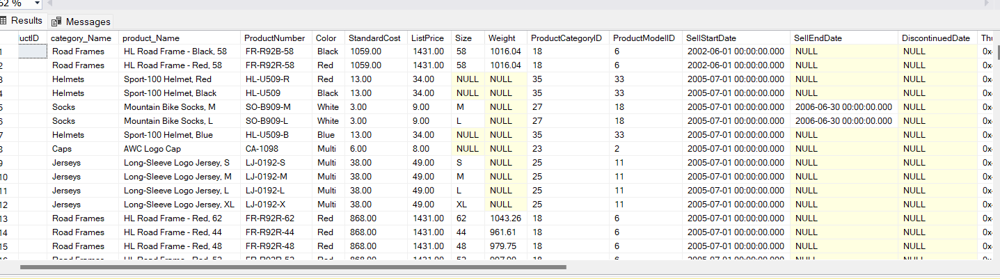 52 %
Results Messages
uctID category_Name product_Name ProductNumber Color StandardCost ListPrice Size Weight ProductCategoryID ProductModelID SellStartDate SellEndDate DiscontinuedDate Thu
1 Road Frames HL Road Frame - Black, 58 FR-R92B-58 Black 1059.00 1431.00 58 1016.04 18 6 2002-06-01 00:00:00.000 NULL NULL 0x
2 Road Frames HL Road Frame - Red, 58 FR-R92R-58 Red 1059.00 1431.00 58 1016.04 18 6 2002-06-01 00:00:00.000 NULL NULL 0x
3 Helmets Sport-100 Helmet, Red HL-U509-R Red 13.00 34.00 NULL NULL 35 33 2005-07-01 00:00:00.000 NULL NULL 0x
4 Helmets Sport-100 Helmet, Black HL-U509 Black 13.00 34.00 NULL NULL 35 33 2005-07-01 00:00:00.000 NULL NULL 0x
5 Socks Mountain Bike Socks, M SO-B909-M White 3.00 9.00 M NULL 27 18 2005-07-01 00:00:00.000 2006-06-30 00:00:00.000 NULL 0x
6 Socks Mountain Bike Socks, L SO-B909-L White 3.00 9.00 L NULL 27 18 2005-07-01 00:00:00.000 2006-06-30 00:00:00.000 NULL 0x
7 Helmets Sport-100 Helmet, Blue HL-U509-B Blue 13.00 34.00 NULL NULL 35 33 2005-07-01 00:00:00.000 NULL NULL 0x
8 Caps AWC Logo Cap CA-1098 Multi 6.00 8.00 NULL NULL 23 2 2005-07-01 00:00:00.000 NULL NULL 0x
9 Jerseys Long-Sleeve Logo Jersey, S LJ-0192-S Multi 38.00 49.00 S NULL 25 11 2005-07-01 00:00:00.000 NULL NULL 0x
10 Jerseys Long-Sleeve Logo Jersey, M LJ-0192-M Multi 38.00 49.00 M NULL 25 11 2005-07-01 00:00:00.000 NULL NULL 0x
11 Jerseys Long-Sleeve Logo Jersey, L LJ-0192-L Multi 38.00 49.00 L NULL 25 11 2005-07-01 00:00:00.000 NULL NULL 0x
12 Jerseys Long-Sleeve Logo Jersey, XL LJ-0192-X Multi 38.00 49.00 XL NULL 25 11 2005-07-01 00:00:00.000 NULL NULL 0x
13 Road Frames HL Road Frame - Red, 62 FR-R92R-62 Red 868.00 1431.00 62 1043.26 18 6 2005-07-01 00:00:00.000 NULL NULL 0x
14 Road Frames HL Road Frame - Red, 44 FR-R92R-44 Red 868.00 1431.00 44 961.61 18 6 2005-07-01 00:00:00.000 NULL NULL 0x
15 Road Frames HL Road Frame - Red, 48 FR-R92R-48 Red 868.00 1431.00 48 979.75 18 6 2005-07-01 00:00:00.000 NULL NULL 0x